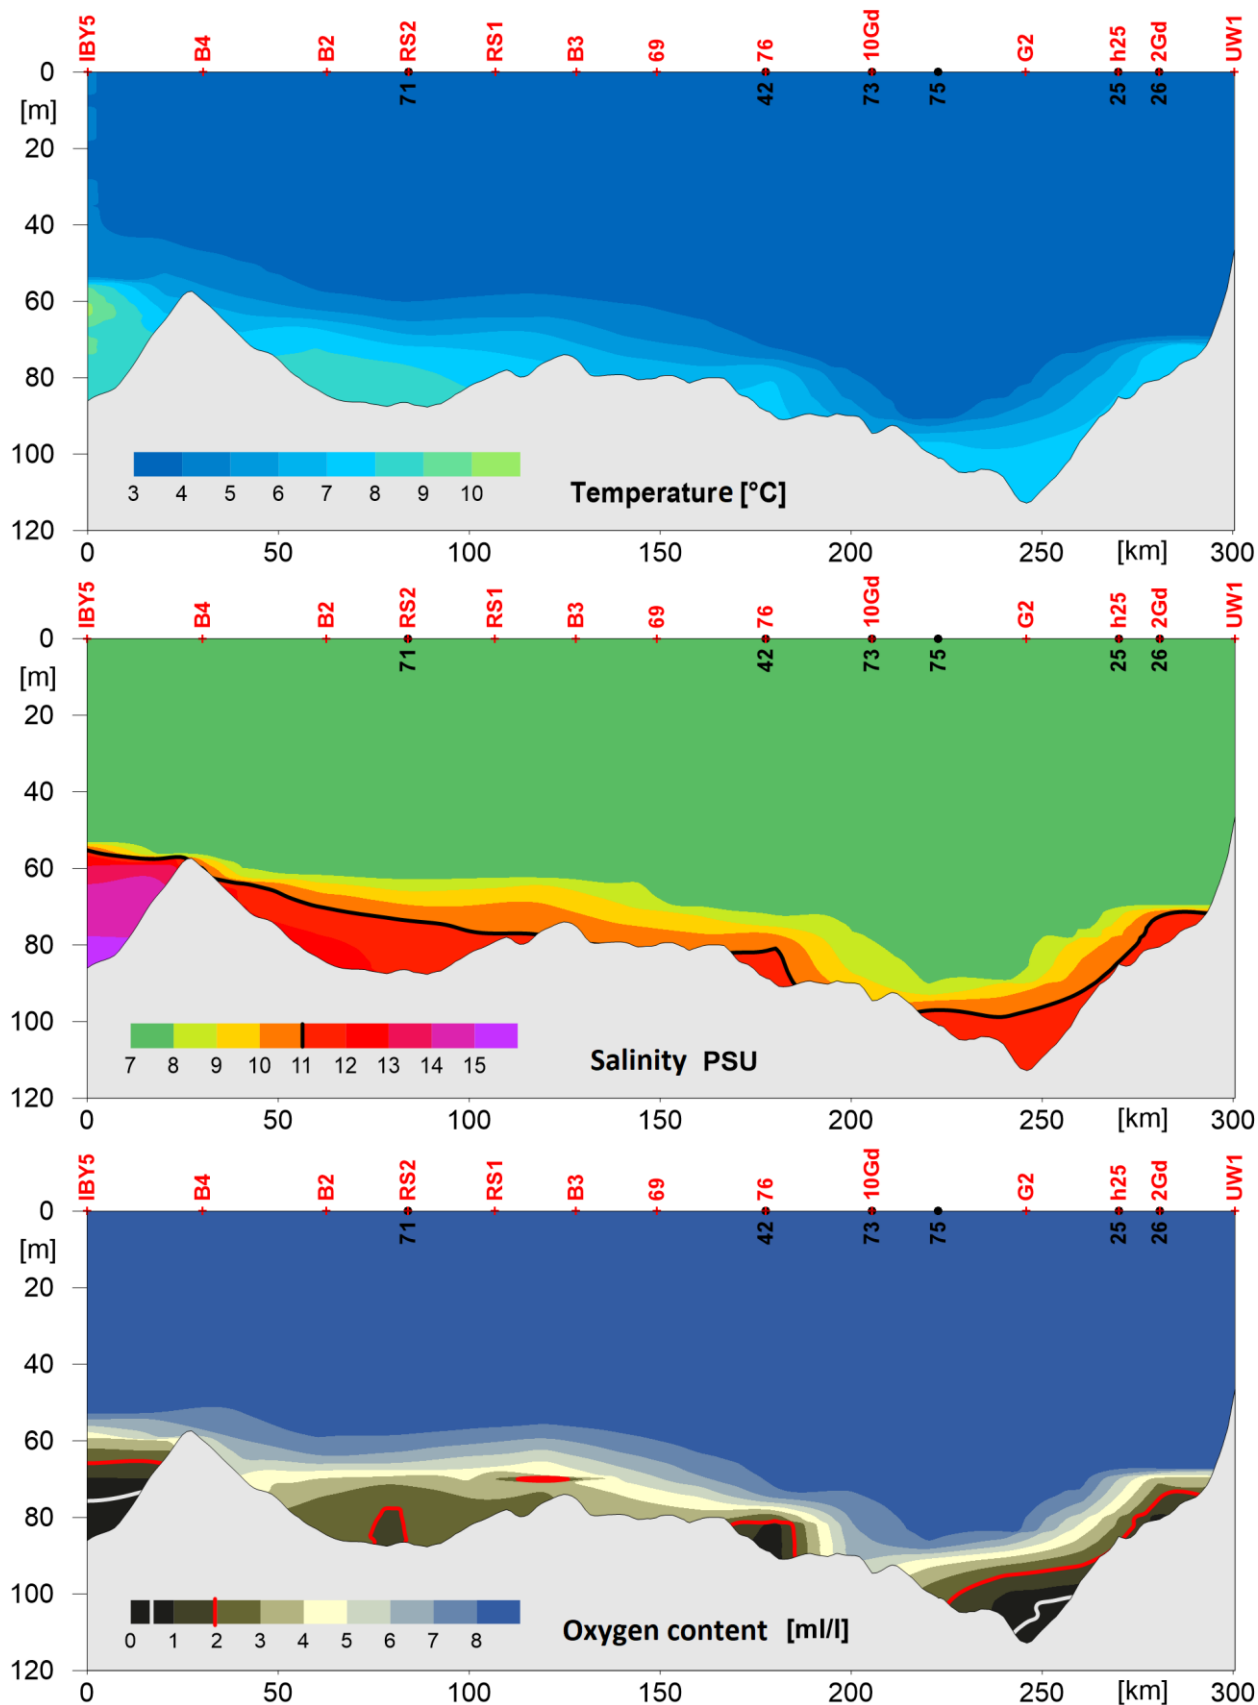 IBY5 B4 B2 RS2 RS1 B3 69 76 10Gd G2 h25 2Gd UW1
0
71 42 73 75 25 26
[m]
20
40
60
80
100
3 4 5 6 7 8 9 10
Temperature [°C]
120
0 50 100 150 200 250 [km] 300
IBY5 B4 B2 RS2 RS1 B3 69 76 10Gd G2 h25 2Gd UW1
0
71 42 73 75 25 26
[m]
20
40
60
80
100
7 8 9 10 11 12 13 14 15
Salinity PSU
120
0 50 100 150 200 250 [km] 300
IBY5 B4 B2 RS2 RS1 B3 69 76 10Gd G2 h25 2Gd UW1
0
71 42 73 75 25 26
[m]
20
40
60
80
100
0 1 2 3 4 5 6 7 8
Oxygen content [ml/l]
120
0 50 100 150 200 250 [km] 300